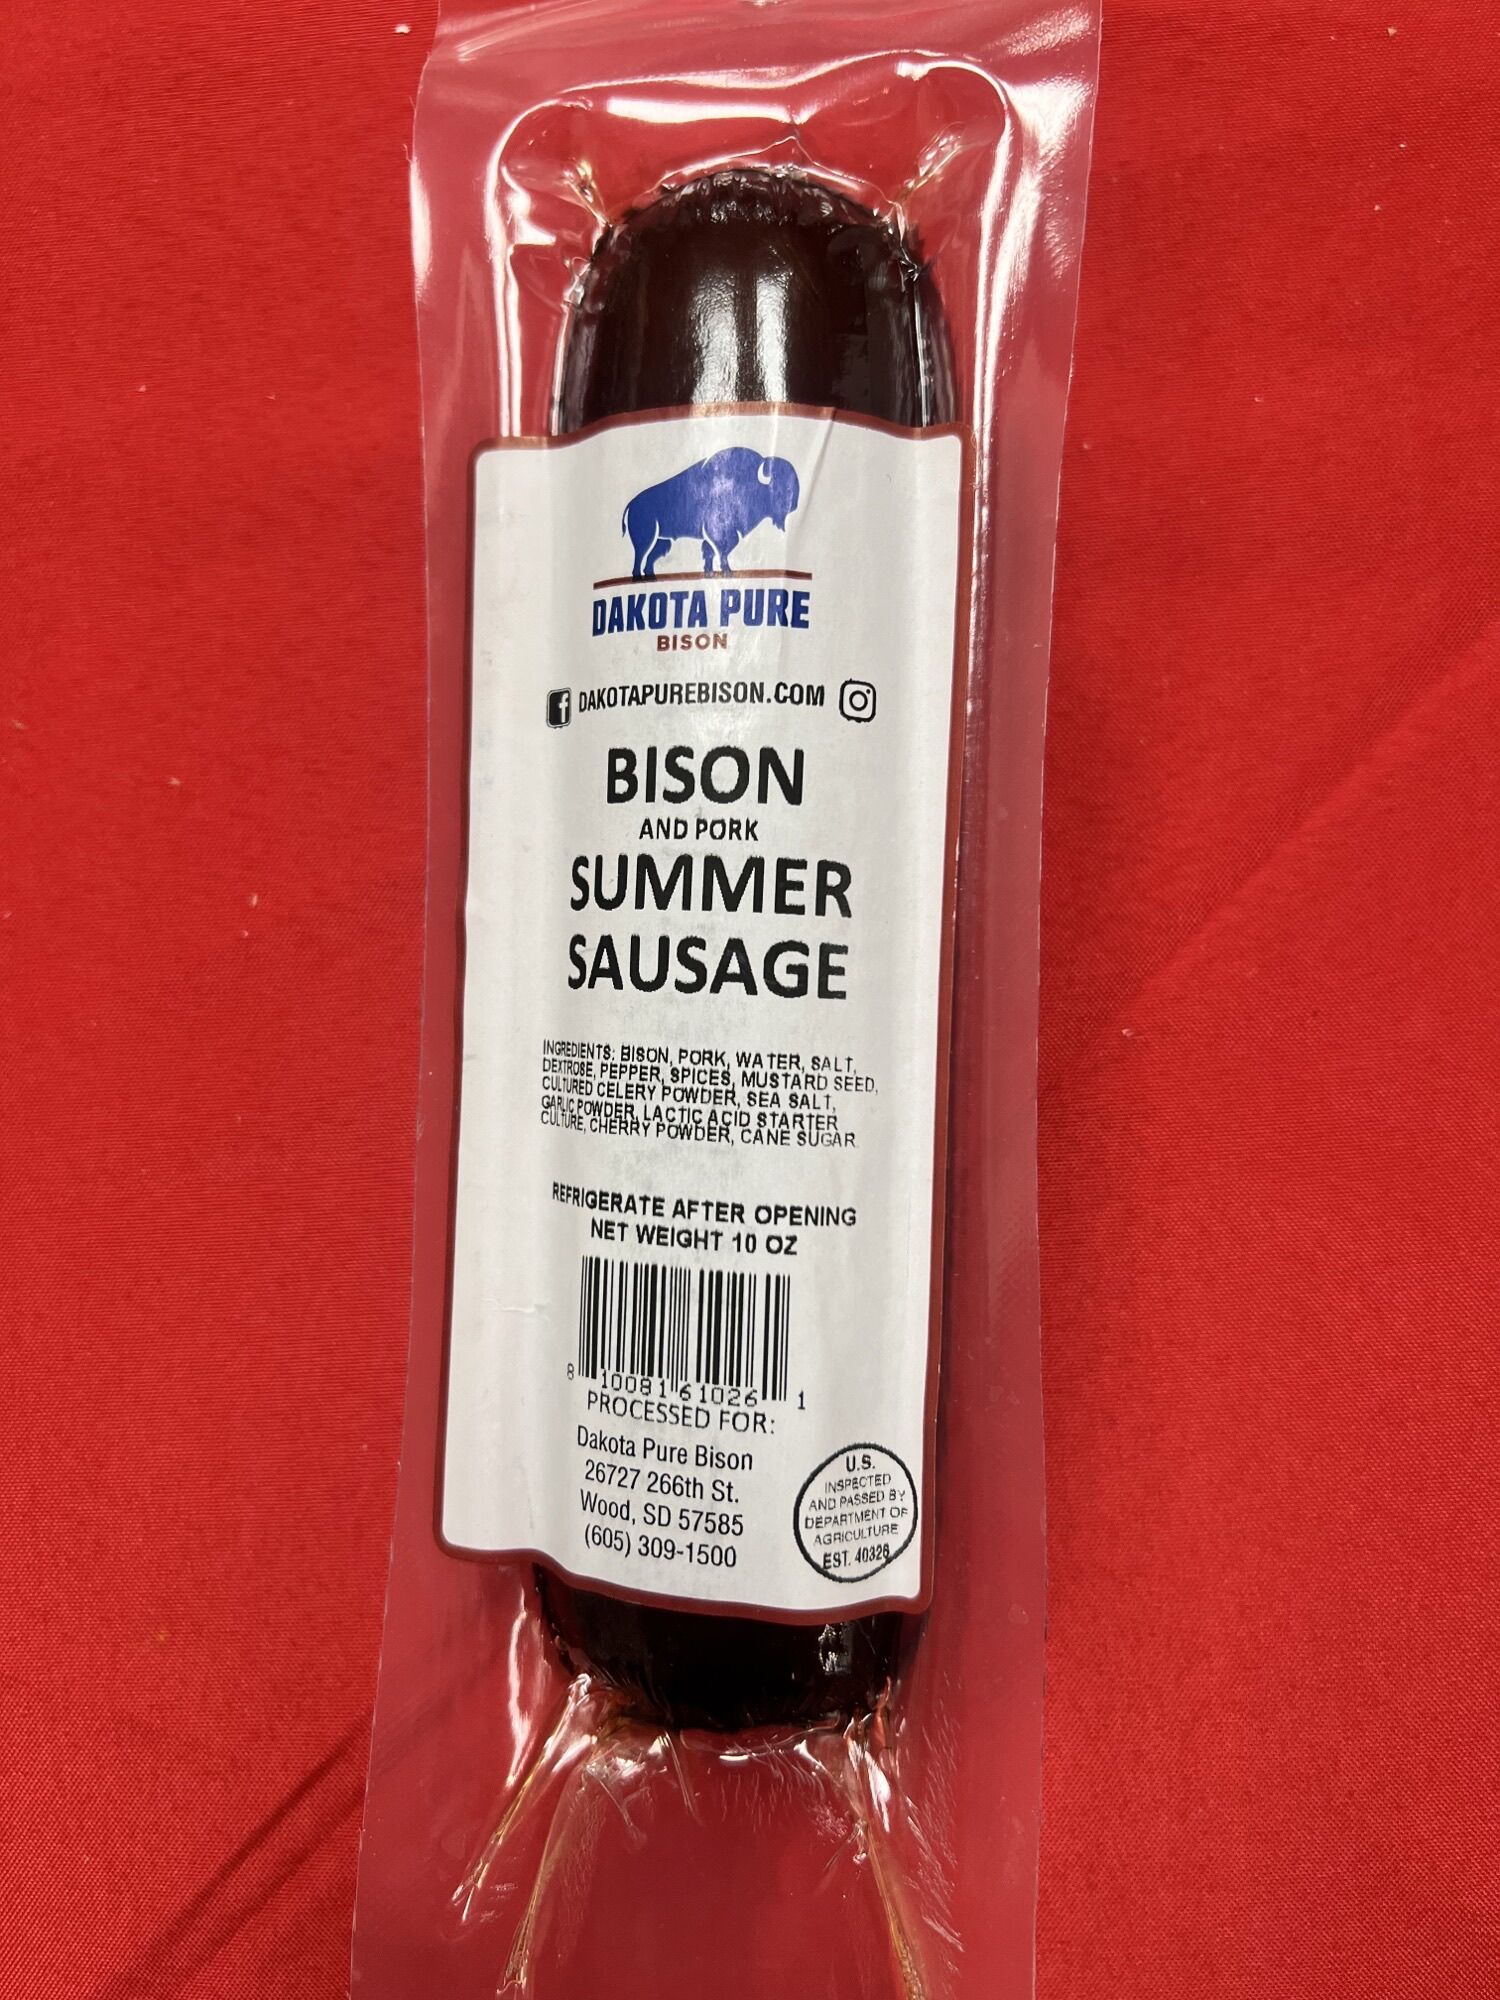 DAKOTA PURE
BISON
f DAKOTAPUREBISON.COM
BISON
AND PORK
SUMMER
SAUSAGE
INGREDIENTS: BISON, PORK, WATER, SALT,
DEXTROSE, PEPPER, SPICES, MUSTARD SEED,
CULTURED CELERY POWDER, SEA SALT,
GARLIC POWDER, LACTIC ACID STARTER
CULTURE, CHERRY POWDER, CANE SUGAR
REFRIGERATE AFTER OPENING
NET WEIGHT 10 OZ
8 10081 61026 1
PROCESSED FOR:
Dakota Pure Bison
26727 266th St.
Wood, SD 57585
(605) 309-1500
U.S.
INSPECTED
AND PASSED BY
DEPARTMENT OF
AGRICULTURE
EST. 40326